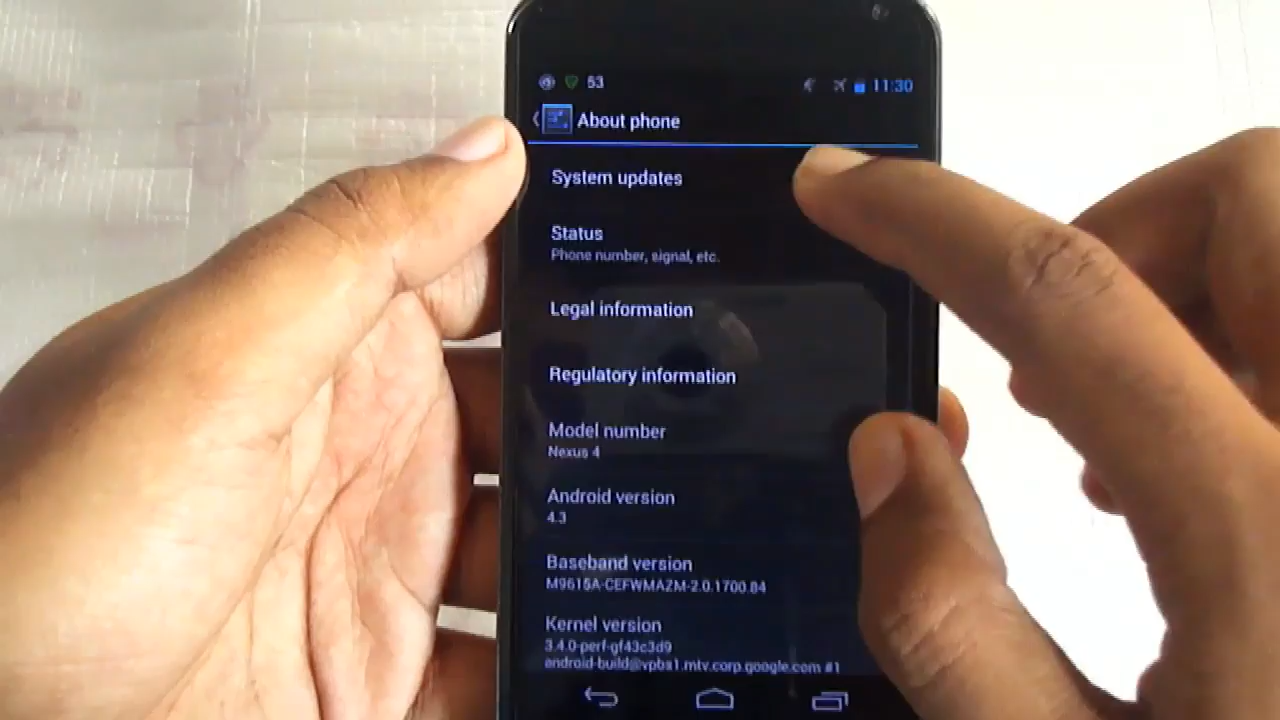 53
11:30
About phone
System updates
Status
Phone number, signal, etc.
Legal information
Regulatory information
Model number
Nexus 4
Android version
4.3
Baseband version
M9615A-CEFWMAZM-2.0.1700.84
Kernel version
3.4.0-perf-gf43c3d9
android-build@vpbs1.mtv.corp.google.com #1